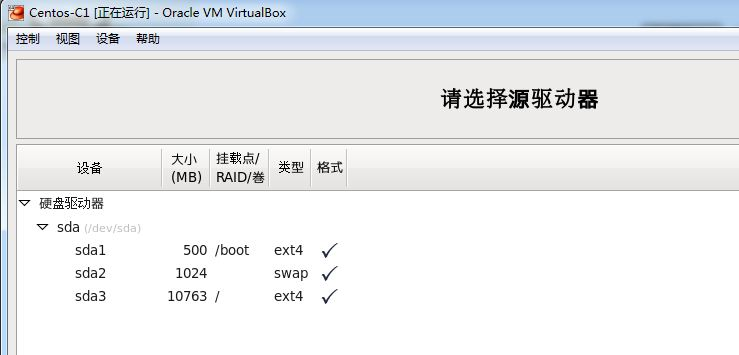 Centos-C1 [正在运行] - Oracle VM VirtualBox
控制 视图 设备 帮助
请选择源驱动器
设备 大小 (MB) 挂载点/ RAID/卷 类型 格式
硬盘驱动器
sda (/dev/sda)
sda1 500 /boot ext4 ✓
sda2 1024 swap ✓
sda3 10763 / ext4 ✓